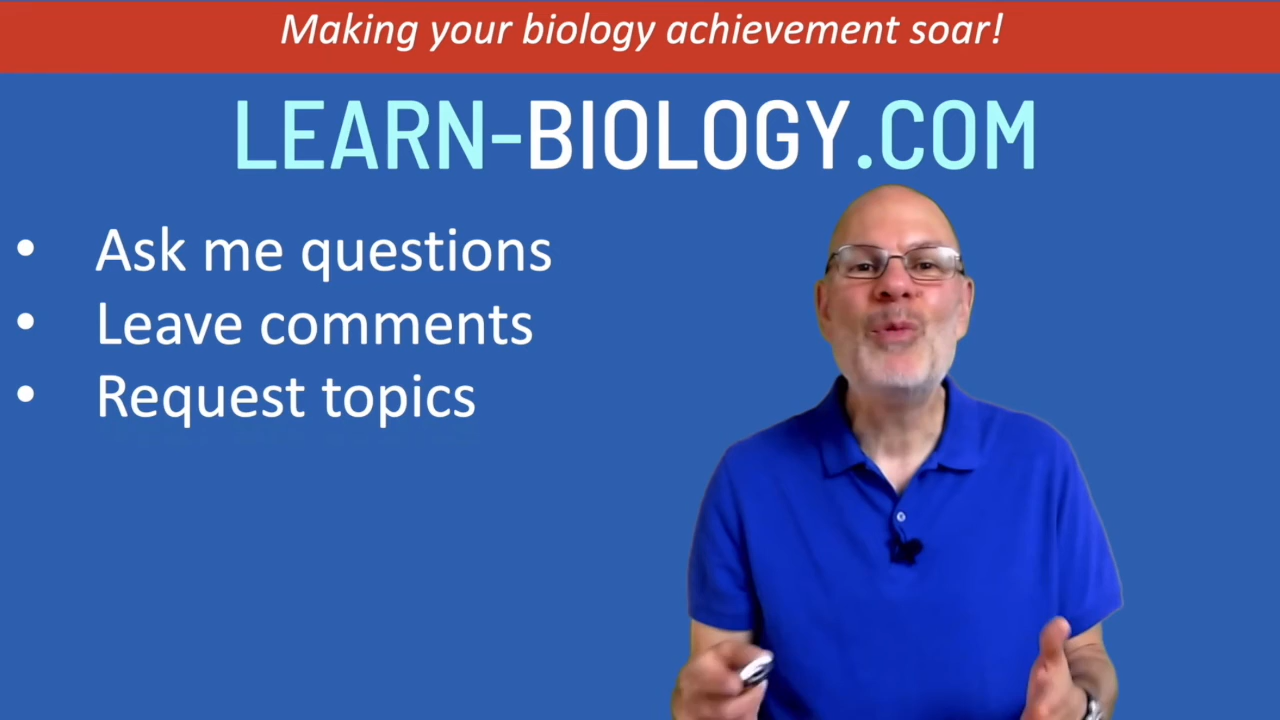 Making your biology achievement soar!
LEARN-BIOLOGY.COM
• Ask me questions
• Leave comments
• Request topics